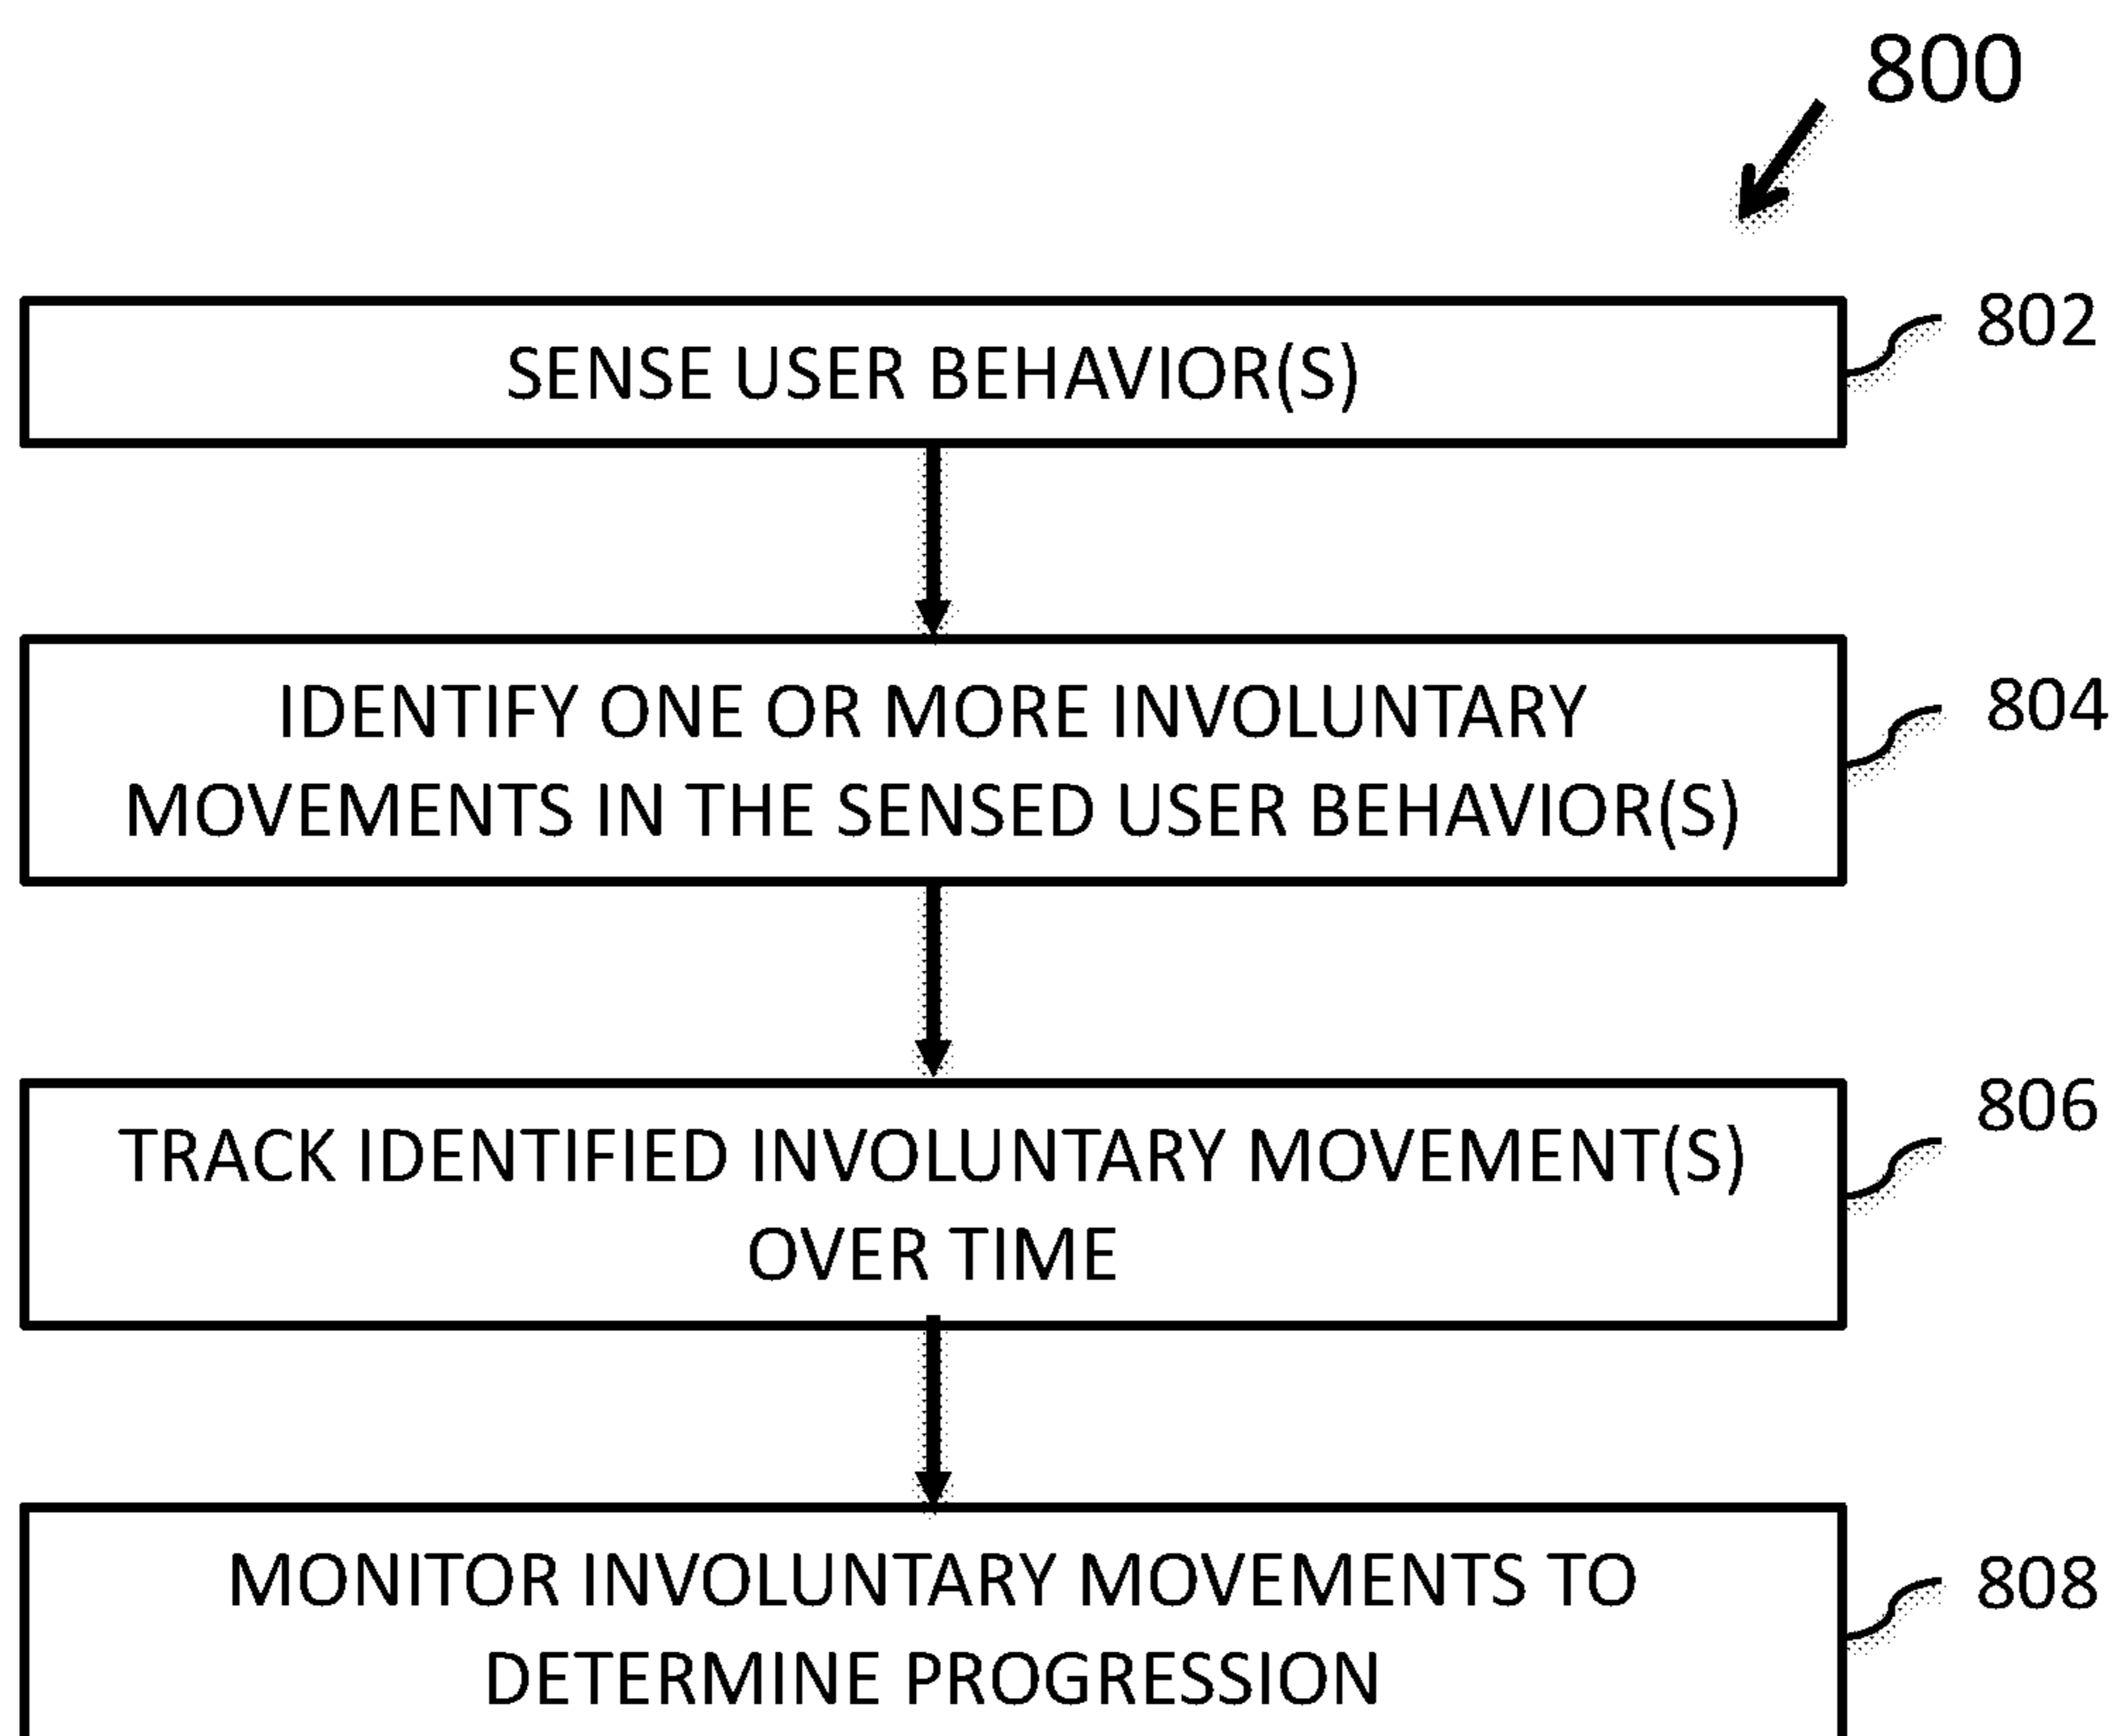 800
SENSE USER BEHAVIOR(S)
802
IDENTIFY ONE OR MORE INVOLUNTARY
MOVEMENTS IN THE SENSED USER BEHAVIOR(S)
804
TRACK IDENTIFIED INVOLUNTARY MOVEMENT(S)
OVER TIME
806
MONITOR INVOLUNTARY MOVEMENTS TO
DETERMINE PROGRESSION
808